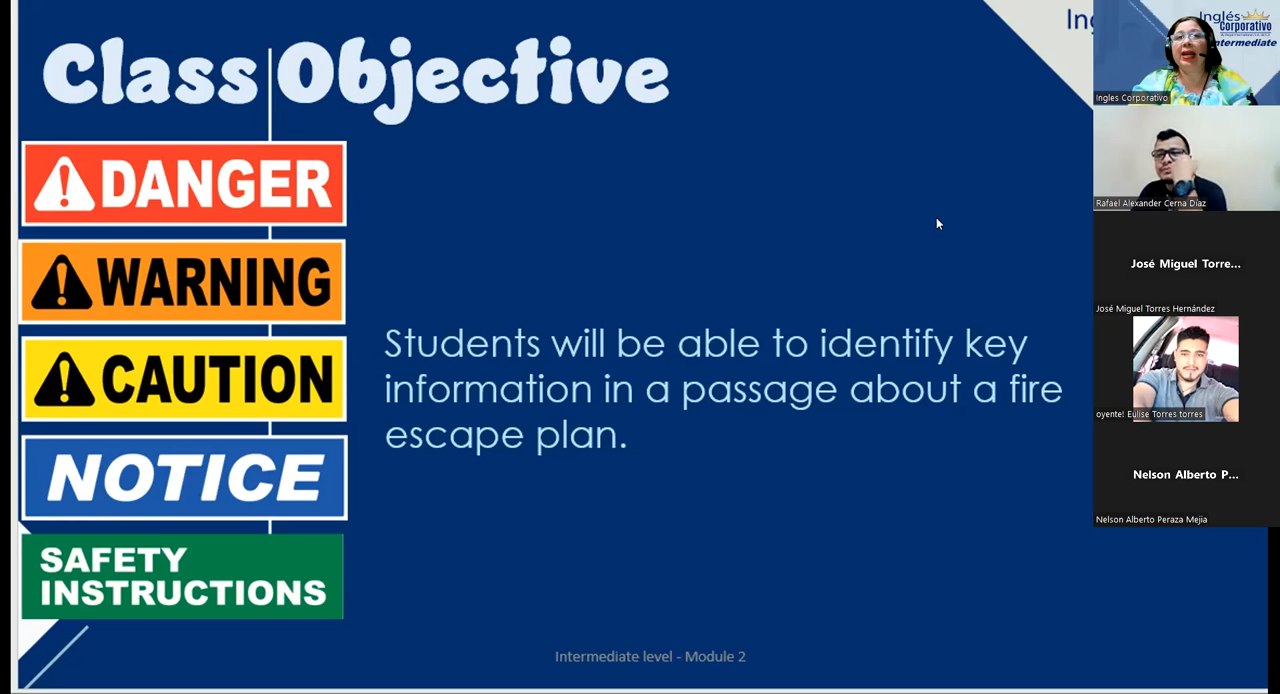 Class Objective
DANGER
WARNING
CAUTION
NOTICE
SAFETY
INSTRUCTIONS
Students will be able to identify key
information in a passage about a fire
escape plan.
Intermediate level - Module 2
Inglés
Corporativo
Intermediate
Ingles Corporativo
Rafael Alexander Cerna Díaz
José Miguel Torre...
José Miguel Torres Hernández
oyente! Eulise Torres torres
Nelson Alberto P...
Nelson Alberto Peraza Mejia